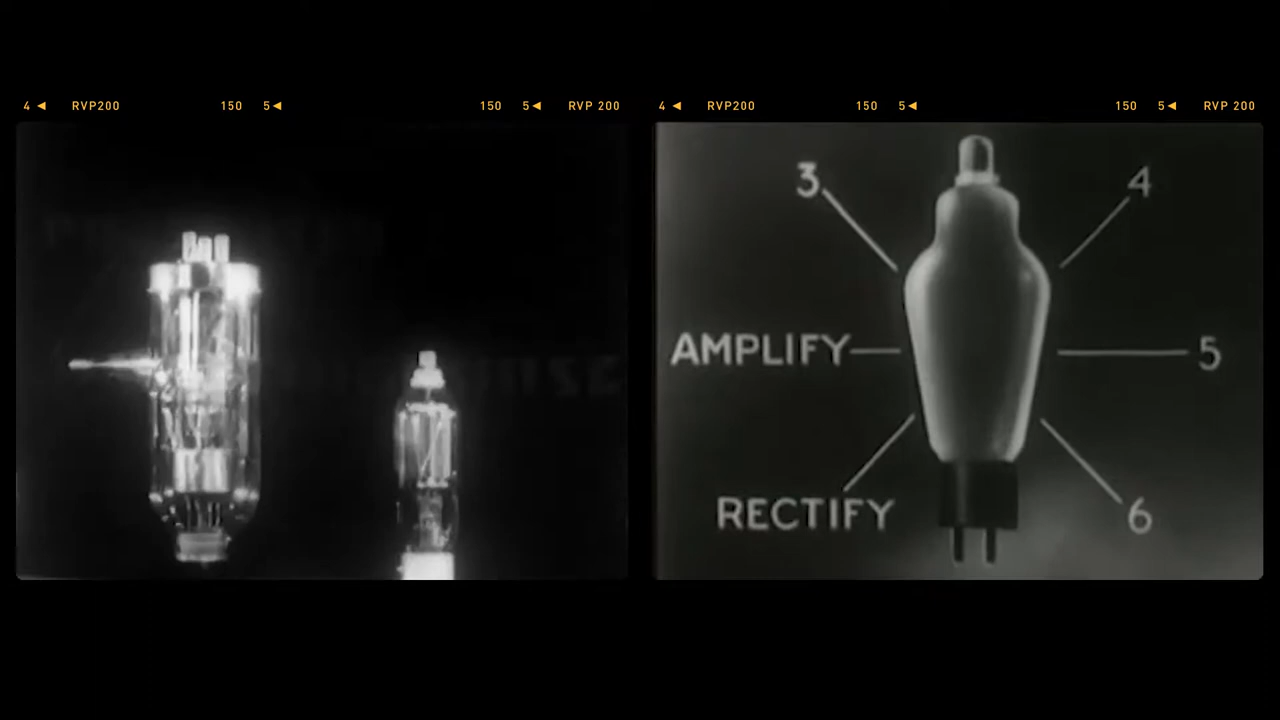 4 ◀ RVP200 150 5◀ 150 5◀ RVP 200 4 ◀ RVP200 150 5◀ 150 5◀ RVP 200
3 4
AMPLIFY 5
RECTIFY 6